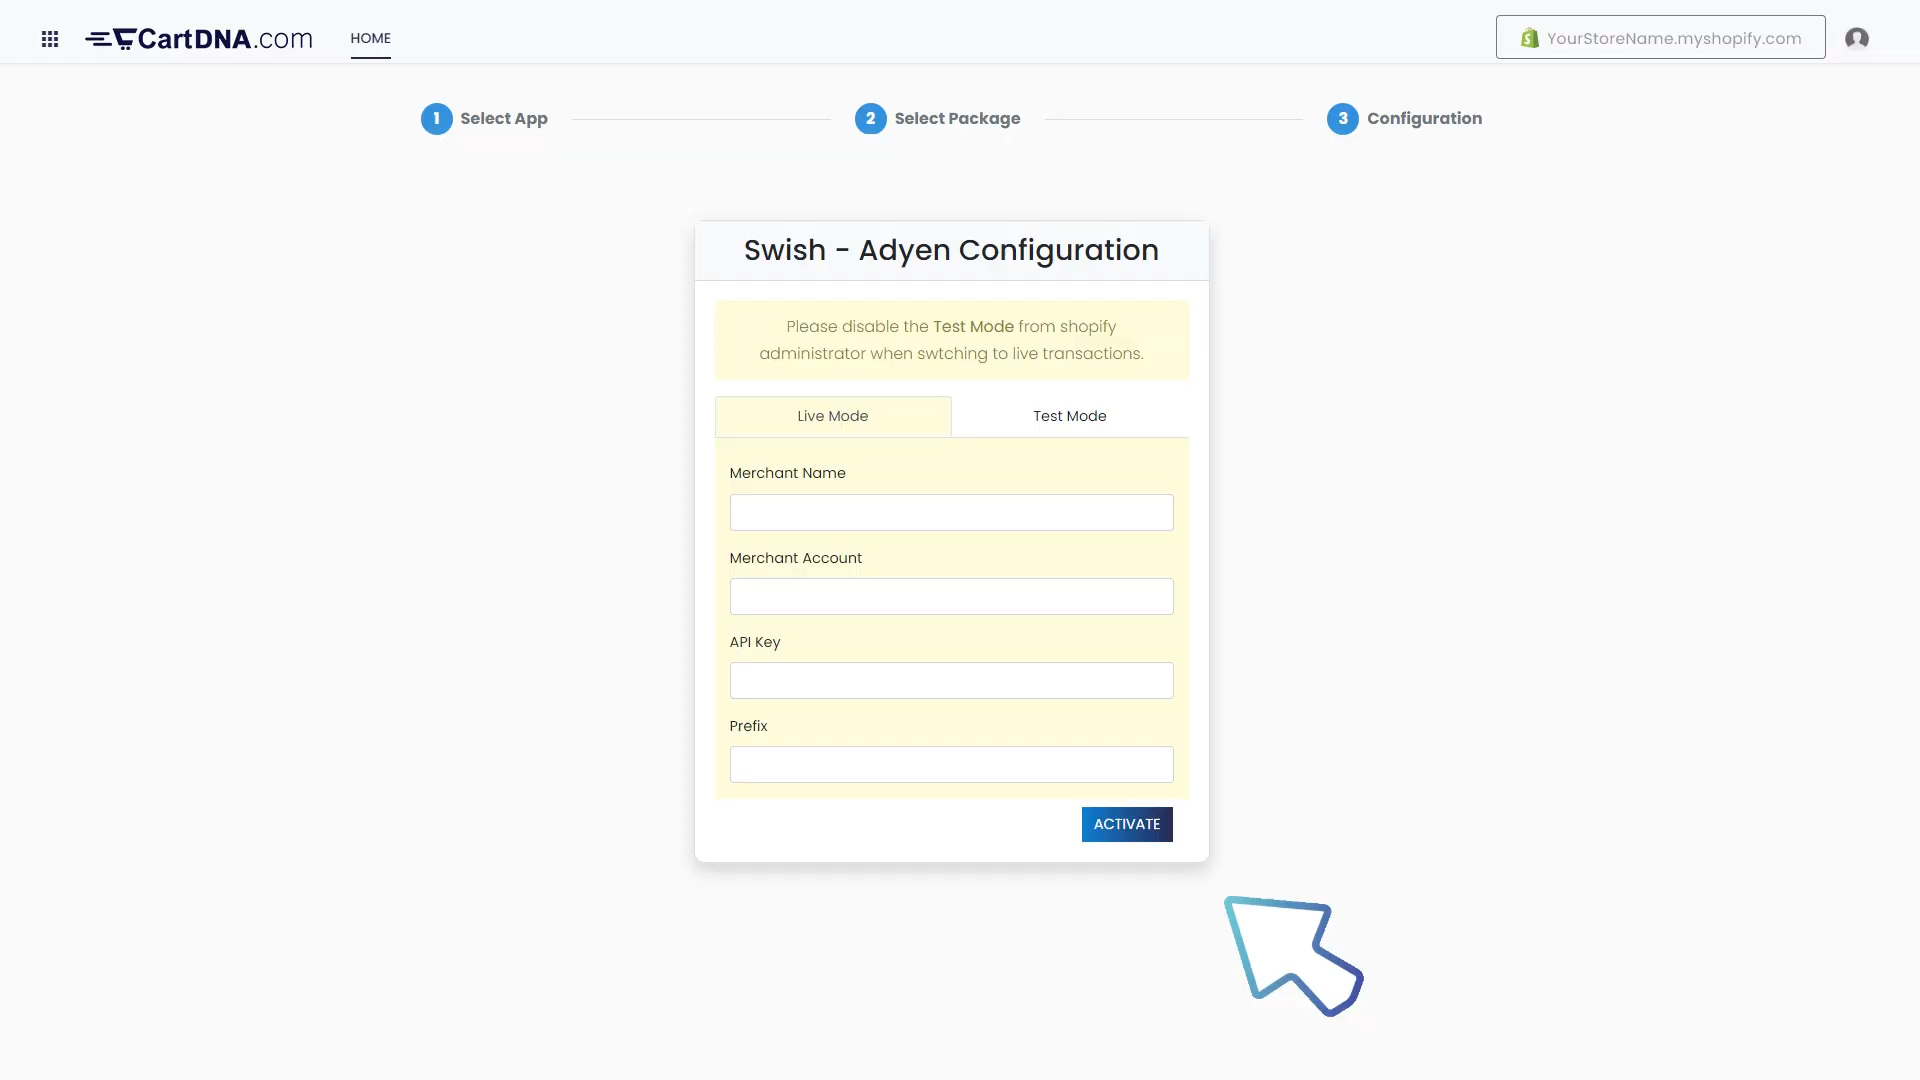 CartDNA.com
HOME
YourStoreName.myshopify.com
1 Select App
2 Select Package
3 Configuration
Swish - Adyen Configuration
Please disable the Test Mode from shopify
administrator when swtching to live transactions.
Live Mode
Test Mode
Merchant Name
Merchant Account
API Key
Prefix
ACTIVATE